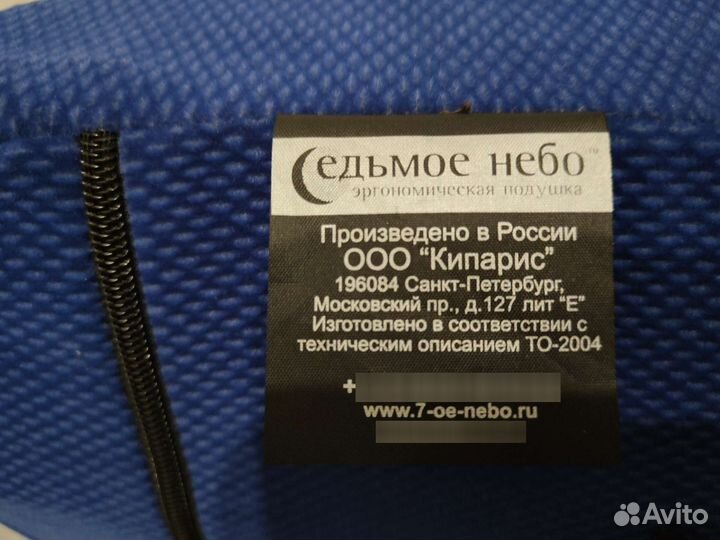 Седьмое небо™
эргономическая подушка
Произведено в России
ООО "Кипарис"
196084 Санкт-Петербург,
Московский пр., д.127 лит "Е"
Изготовлено в соответствии с
техническим описанием ТО-2004
+
www.7-oe-nebo.ru
Avito